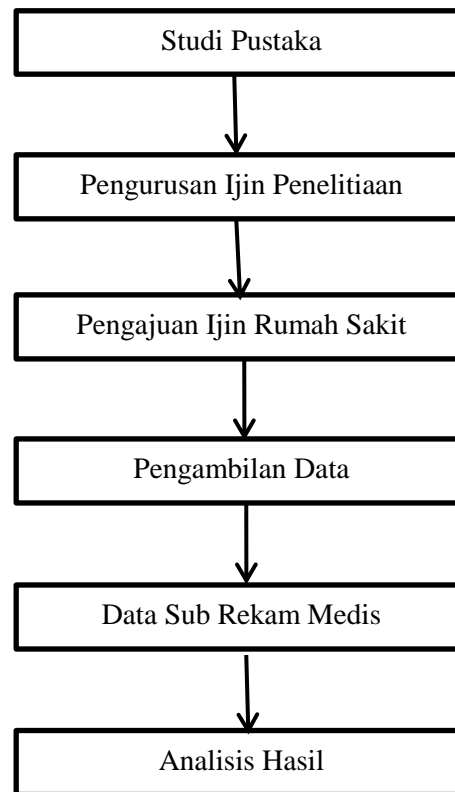 Studi Pustaka
Pengurusan Ijin Penelitiaan
Pengajuan Ijin Rumah Sakit
Pengambilan Data
Data Sub Rekam Medis
Analisis Hasil